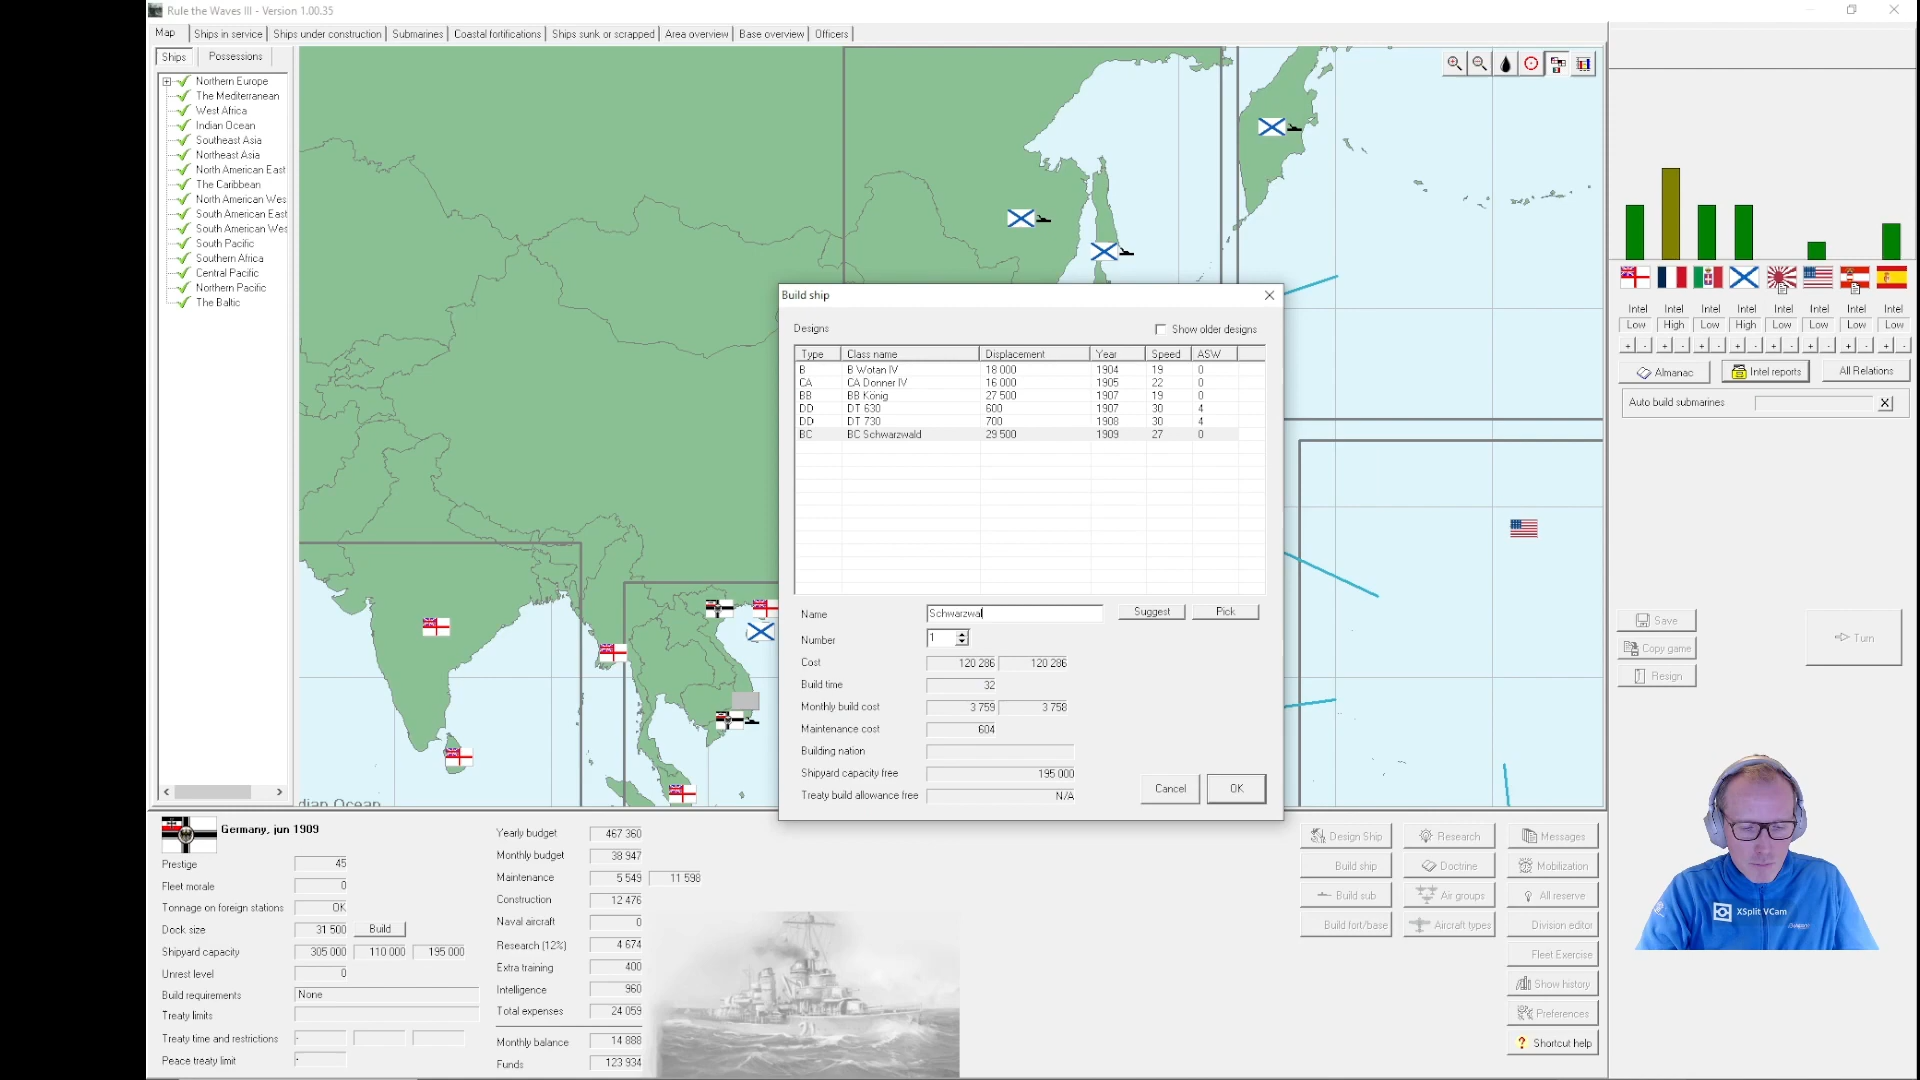 Rule the Waves III - Version 1.00.35
Map Ships in service Ships under construction Submarines Coastal fortifications Ships sunk or scrapped Area overview Base overview Officers
Ships Possessions
Northern Europe
The Mediterranean
West Africa
Indian Ocean
Southeast Asia
Northeast Asia
North American East
The Caribbean
North American Wes
South American East
South American Wes
South Pacific
Southern Africa
Central Pacific
Northern Pacific
The Baltic
dian Ocean
Build ship
Designs Show older designs
Type Class name Displacement Year Speed ASW
B B Wotan IV 18 000 1904 19 0
CA CA Donner IV 16 000 1905 22 0
BB BB König 27 500 1907 19 0
DD DT 630 600 1907 30 4
DD DT 730 700 1908 30 4
BC BC Schwarzwald 29 500 1909 27 0
Name Schwarzwal Suggest Pick
Number 1
Cost 120 286 120 286
Build time 32
Monthly build cost 3 759 3 758
Maintenance cost 604
Building nation
Shipyard capacity free 195 000
Treaty build allowance free N/A
Cancel OK
Intel Intel Intel Intel Intel Intel Intel Intel
Low High Low High Low Low Low Low
+ - + - + - + - + - + - + - + -
Almanac Intel reports All Relations
Auto build submarines X
Save
Copy game
Resign
Turn
Germany, jun 1909
Prestige 45
Fleet morale 0
Tonnage on foreign stations OK
Dock size 31 500 Build
Shipyard capacity 305 000 110 000 195 000
Unrest level 0
Build requirements None
Treaty limits
Treaty time and restrictions -
Peace treaty limit -
Yearly budget 467 360
Monthly budget 38 947
Maintenance 5 549 11 598
Construction 12 476
Naval aircraft 0
Research (12%) 4 674
Extra training 400
Intelligence 960
Total expenses 24 059
Monthly balance 14 888
Funds 123 934
21
Design Ship Research Messages
Build ship Doctrine Mobilization
Build sub Air groups All reserve
Build fort/base Aircraft types Division editor
Fleet Exercise
Show history
Preferences
? Shortcut help
XSplit VCam